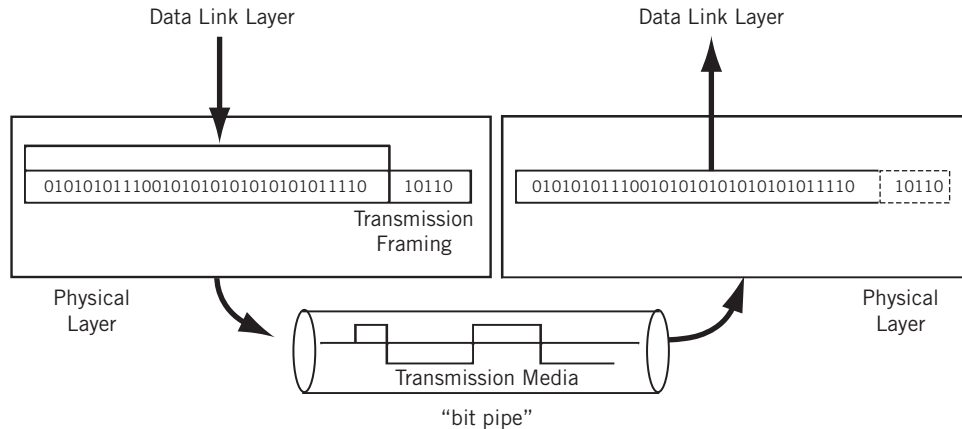 Data Link Layer
Data Link Layer
010101011100101010101010101011110
10110
010101011100101010101010101011110
10110
Transmission
Framing
Physical
Layer
Physical
Layer
Transmission Media
“bit pipe”